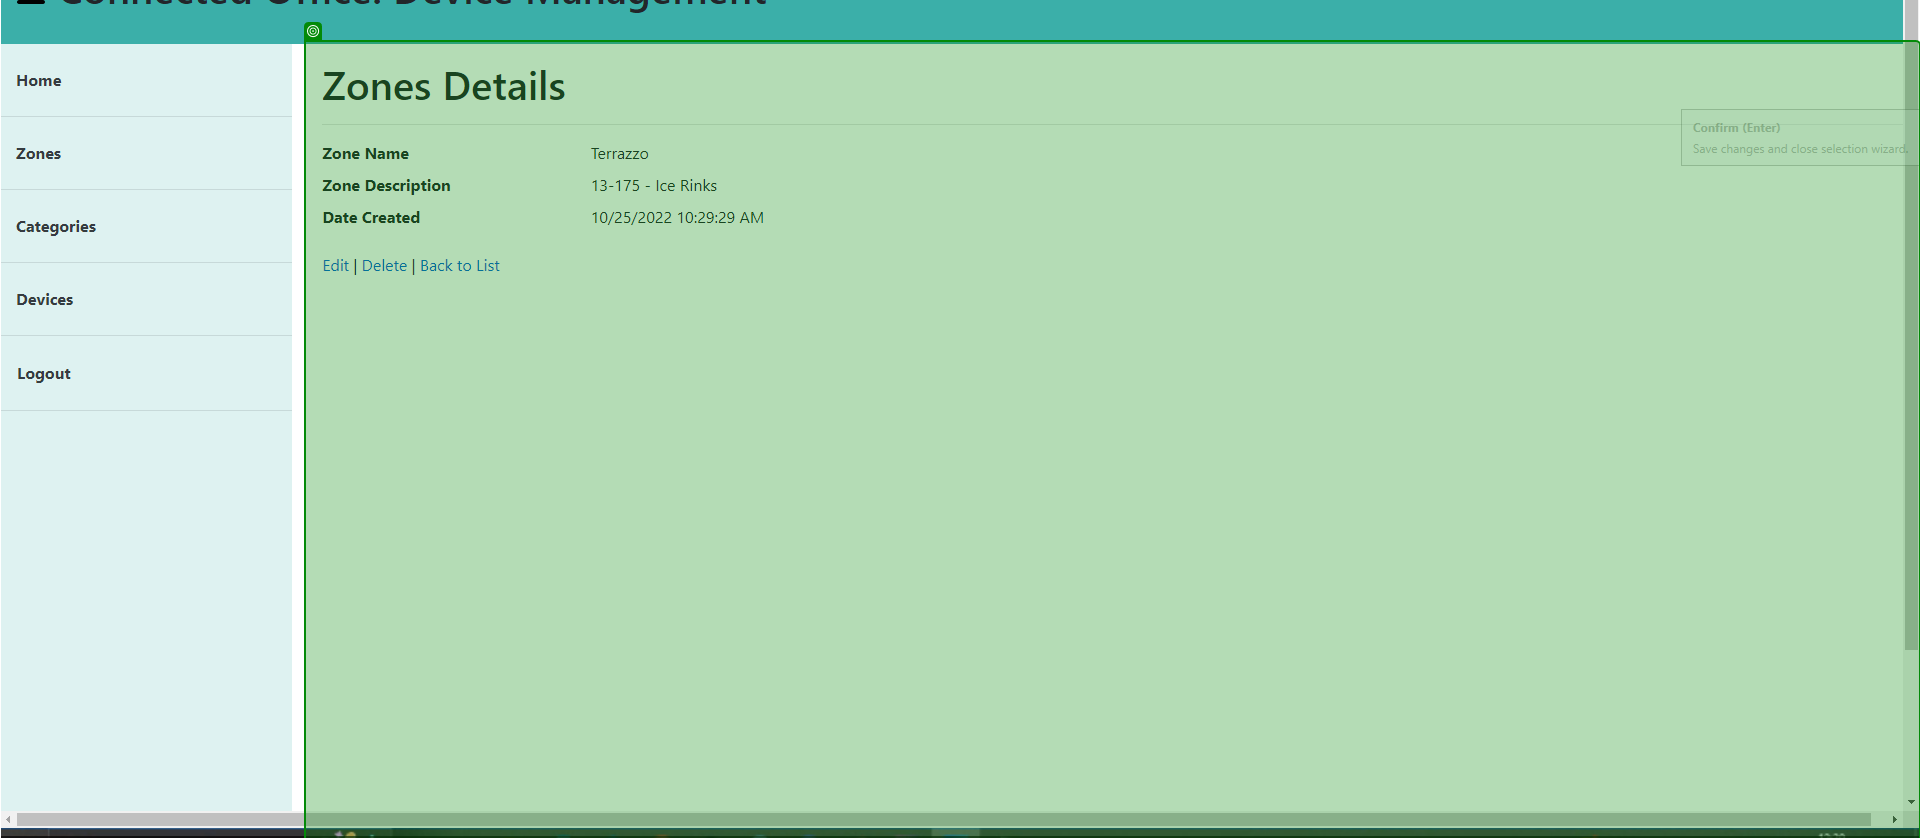 Connected Office: Device Management
Home
Zones
Categories
Devices
Logout
Zones Details
Confirm (Enter)
Save changes and close selection wizard.
Zone Name Terrazzo
Zone Description 13-175 - Ice Rinks
Date Created 10/25/2022 10:29:29 AM
Edit | Delete | Back to List